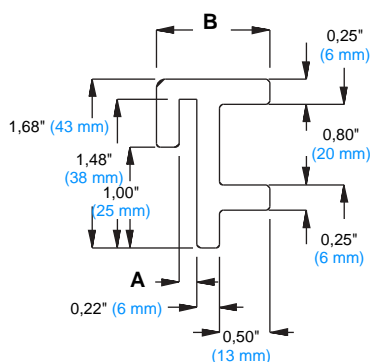 B
0,25"
(6 mm)
1,68" (43 mm)
0,80"
(20 mm)
1,48"
(38 mm)
1,00"
(25 mm)
0,25"
(6 mm)
A
0,22" (6 mm)
0,50"
(13 mm)